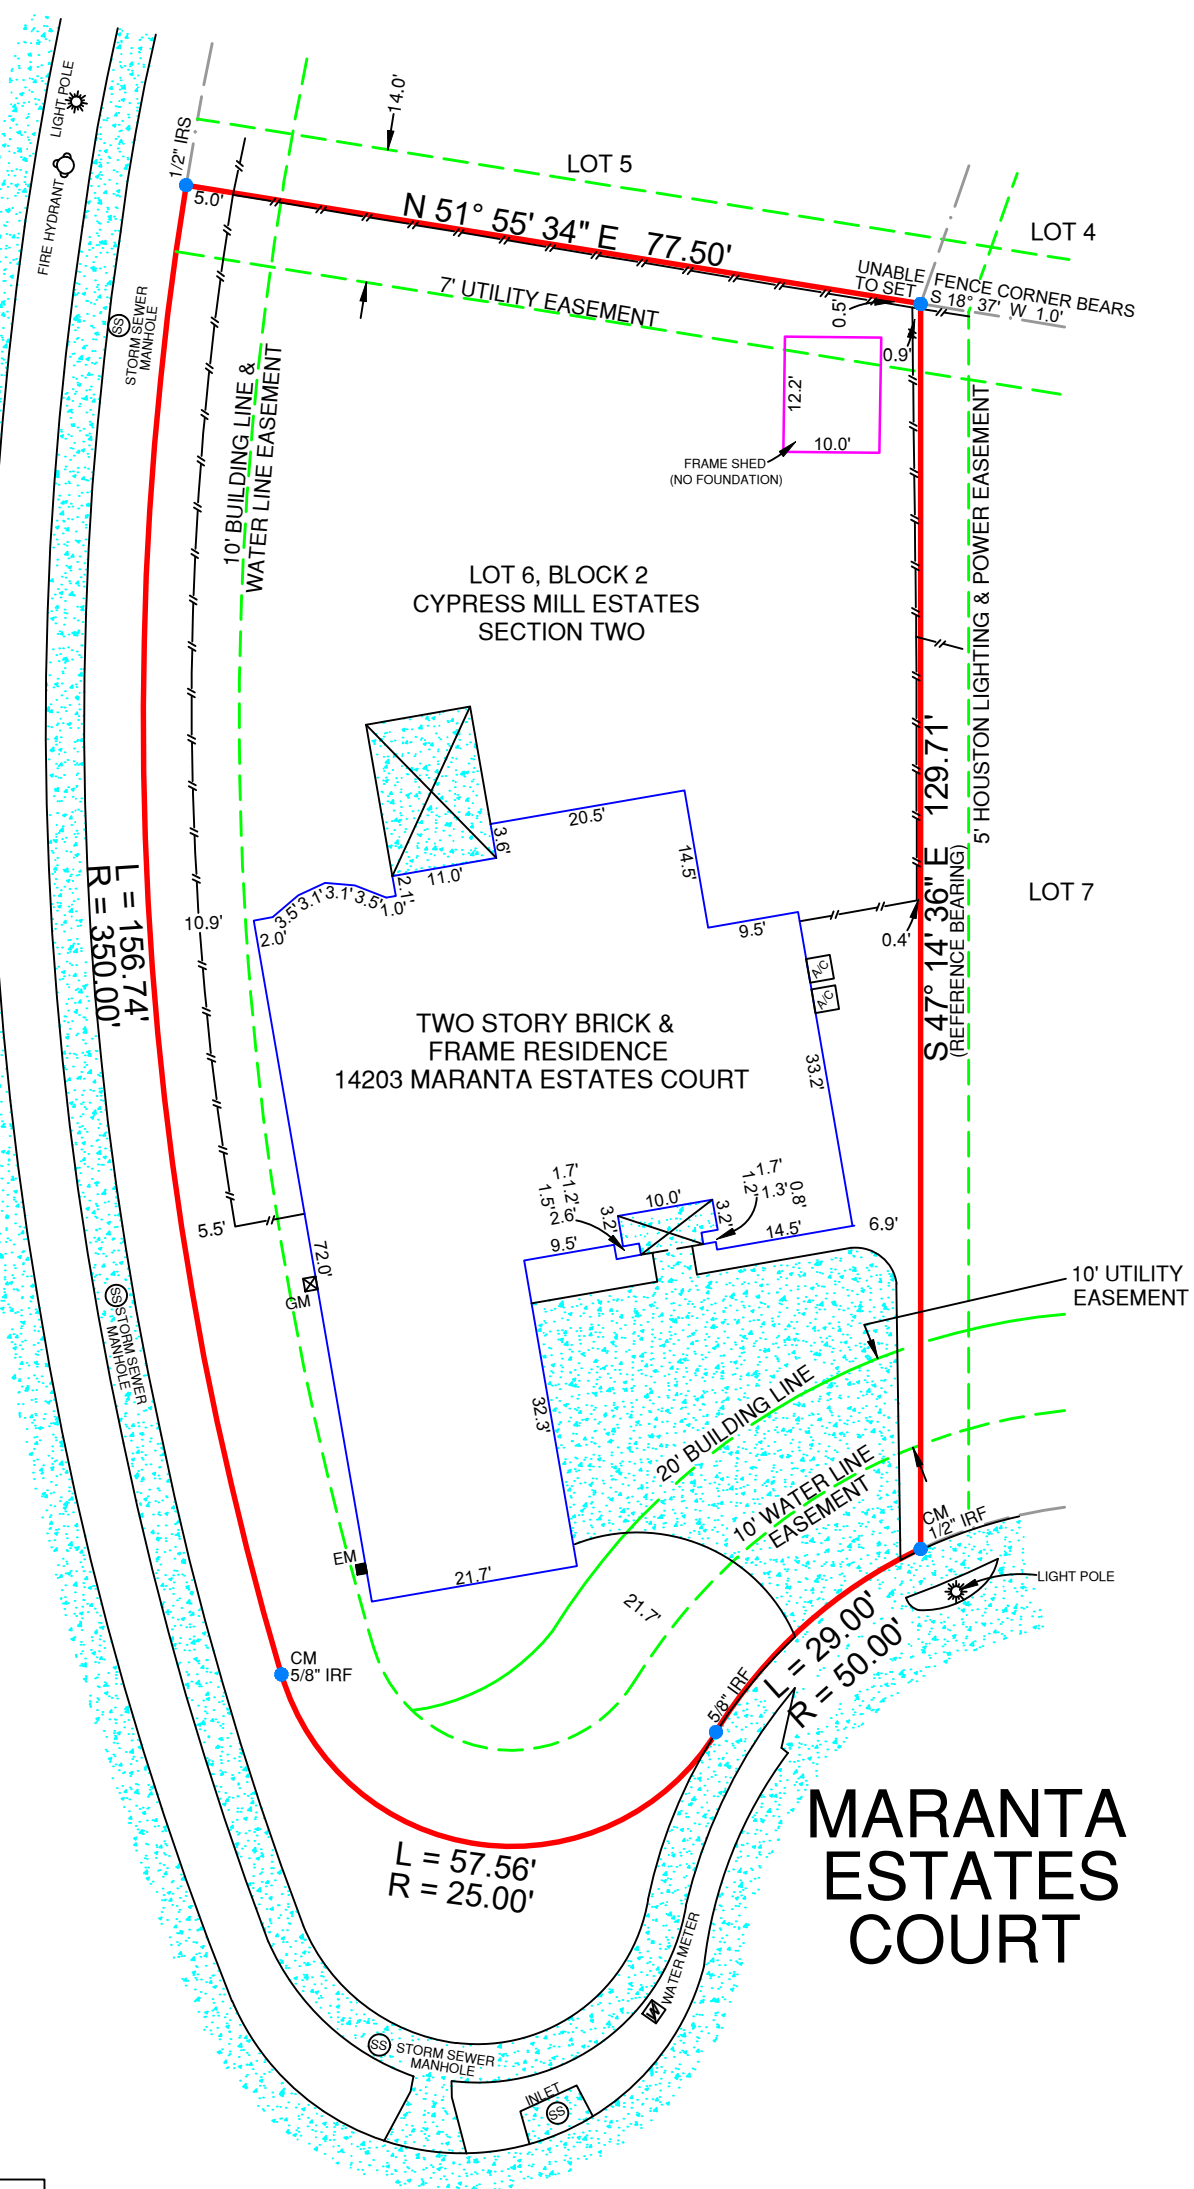 LIGHT POLE
FIRE HYDRANT
1/2" IRS
14.0'
LOT 5
LOT 4
5.0'
N 51° 55' 34" E 77.50'
UNABLE
TO SET
FENCE CORNER BEARS
S 18° 37' W 1.0'
7' UTILITY EASEMENT
0.5'
0.9'
SS
STORM SEWER
MANHOLE
10' BUILDING LINE &
WATER LINE EASEMENT
12.2'
10.0'
FRAME SHED
(NO FOUNDATION)
5' HOUSTON LIGHTING & POWER EASEMENT
LOT 6, BLOCK 2
CYPRESS MILL ESTATES
SECTION TWO
S 47° 14' 36" E 129.71'
(REFERENCE BEARING)
LOT 7
20.5'
3.6'
14.5'
11.0'
2.1'
1.0'
3.5'
3.1'
3.1'
3.5'
2.0'
9.5'
0.4'
10.9'
L = 156.74'
R = 350.00'
A/C
A/C
TWO STORY BRICK &
FRAME RESIDENCE
14203 MARANTA ESTATES COURT
33.2'
1.7'
1.2'
1.5'
2.6'
3.2'
10.0'
3.2'
1.7'
1.2'
1.3'
0.8'
14.5'
9.5'
6.9'
5.5'
72.0'
GM
10' UTILITY
EASEMENT
SS
STORM SEWER
MANHOLE
32.3'
20' BUILDING LINE
10' WATER LINE
EASEMENT
CM
1/2" IRF
EM
21.7'
21.7'
LIGHT POLE
CM
5/8" IRF
5/8" IRF
L = 29.00'
R = 50.00'
L = 57.56'
R = 25.00'
MARANTA
ESTATES
COURT
W
WATER METER
SS
STORM SEWER
MANHOLE
INLET
SS